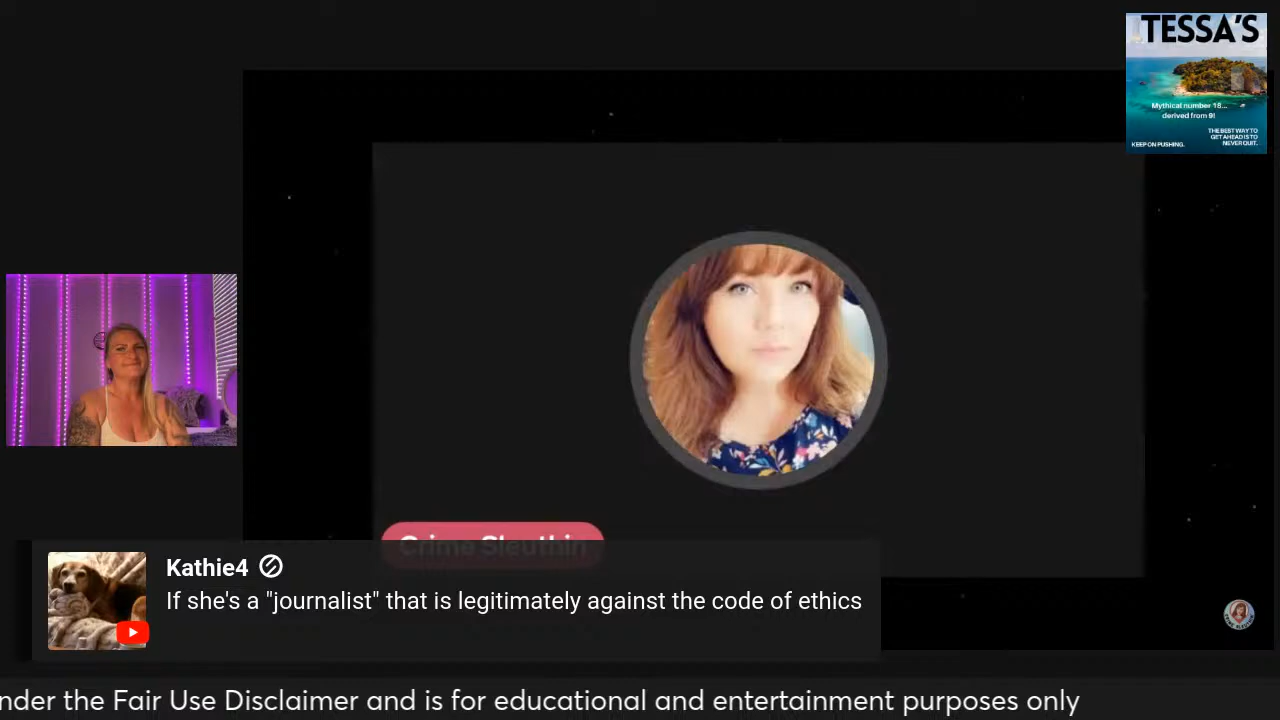 TESSA'S
Mythical number 18...
derived from 9!
THE BEST WAY TO
GET AHEAD IS TO
NEVER QUIT.
KEEP ON PUSHING.
Crime Sleuthin
Kathie4
If she's a "journalist" that is legitimately against the code of ethics
nder the Fair Use Disclaimer and is for educational and entertainment purposes only